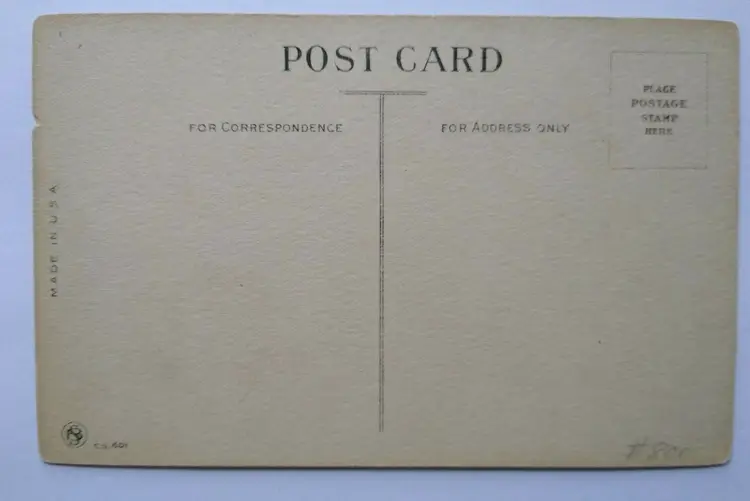 POST CARD
FOR CORRESPONDENCE
FOR ADDRESS ONLY
PLACE
POSTAGE
STAMP
HERE
MADE IN U.S.A.